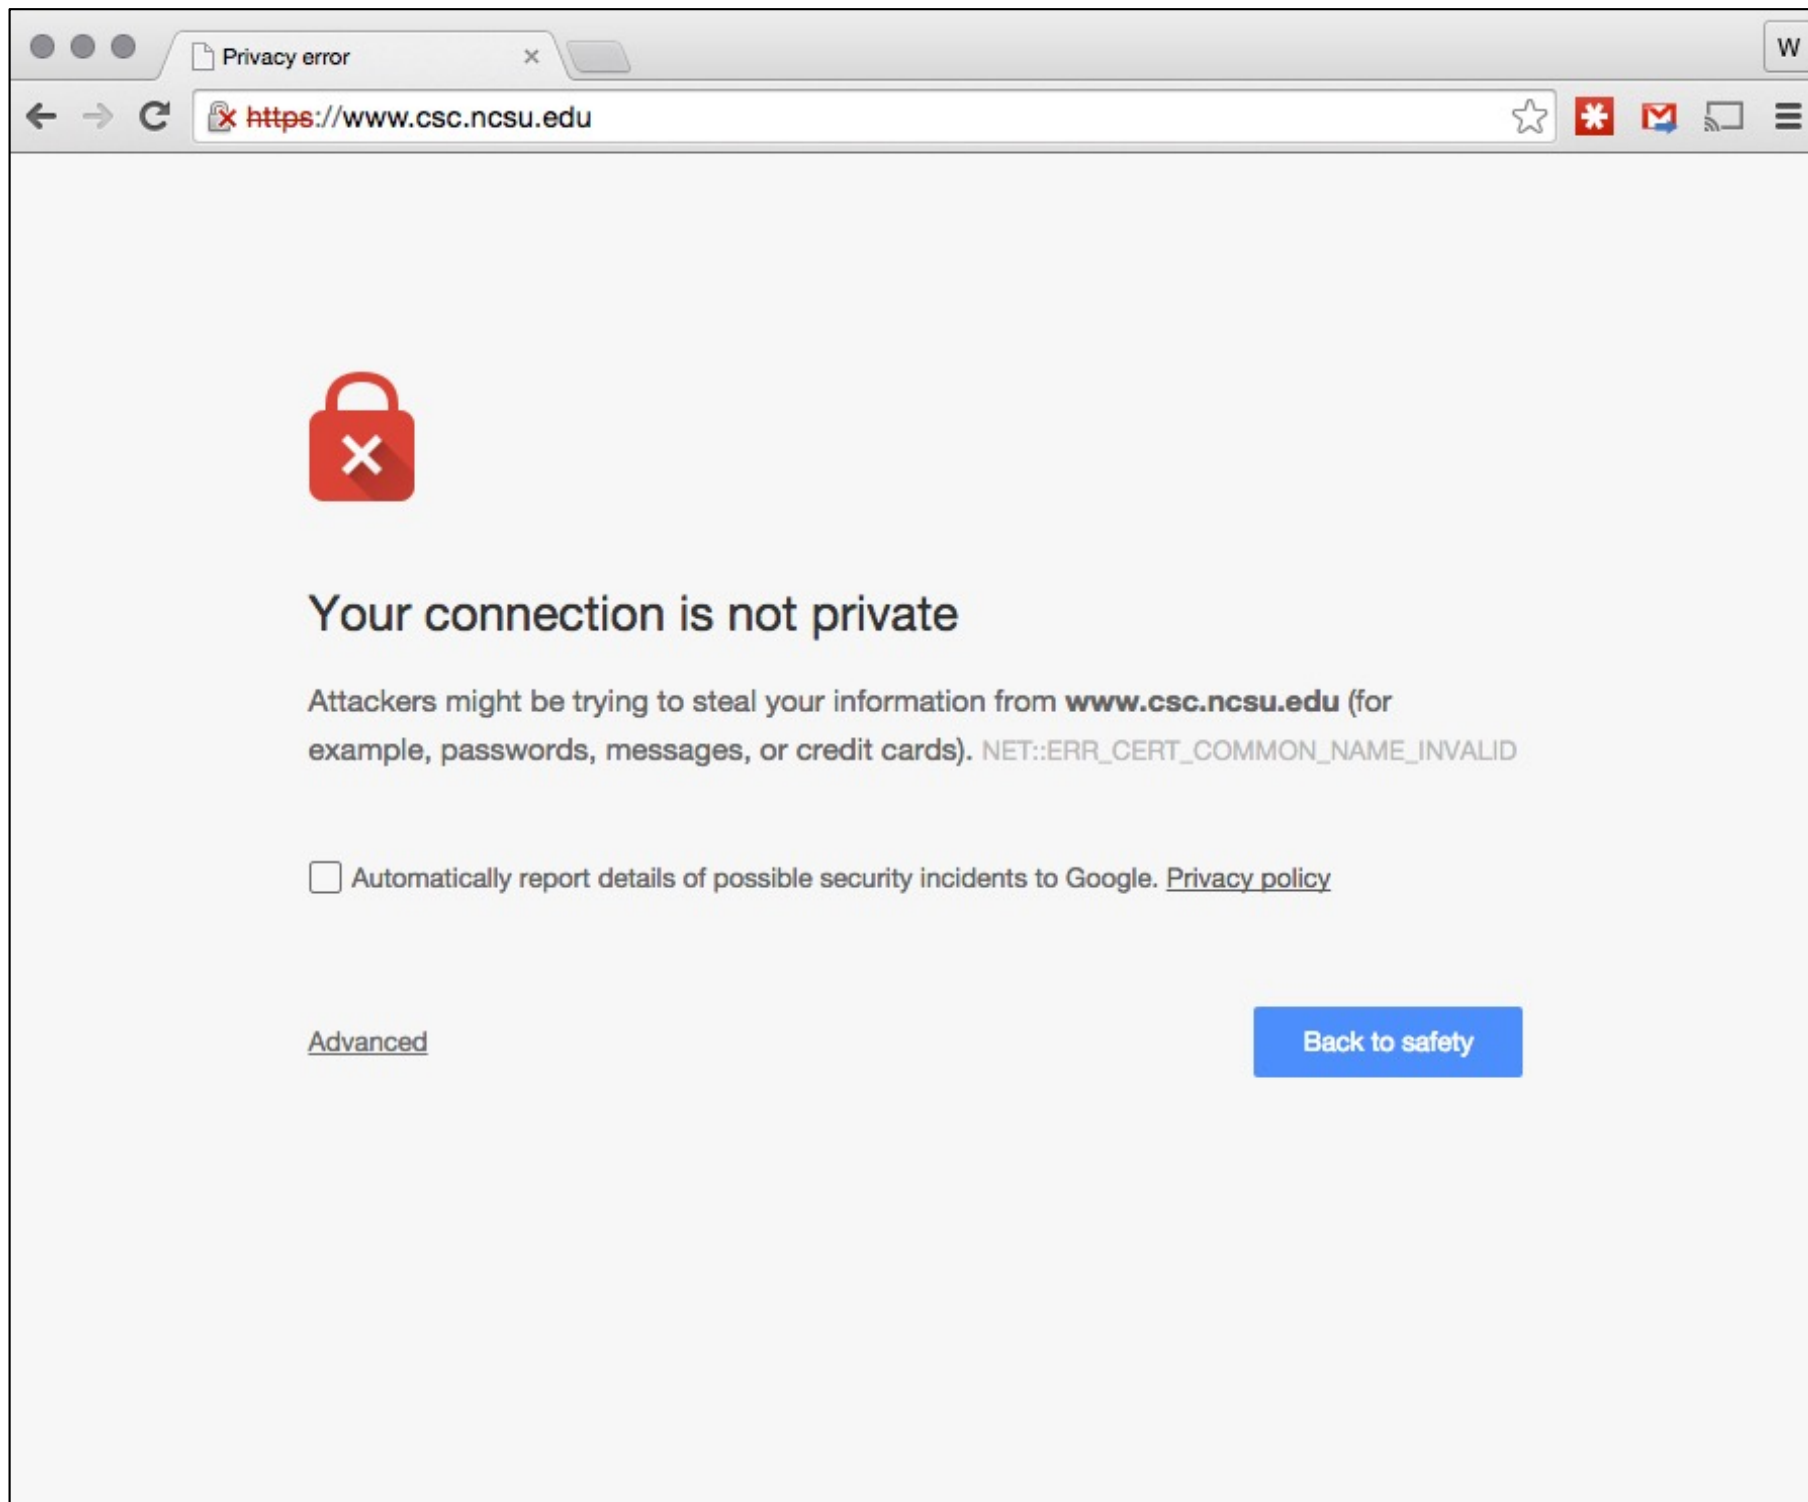 Privacy error
W
https://www.csc.ncsu.edu
Your connection is not private
Attackers might be trying to steal your information from www.csc.ncsu.edu (for
example, passwords, messages, or credit cards). NET::ERR_CERT_COMMON_NAME_INVALID
Automatically report details of possible security incidents to Google. Privacy policy
Advanced
Back to safety